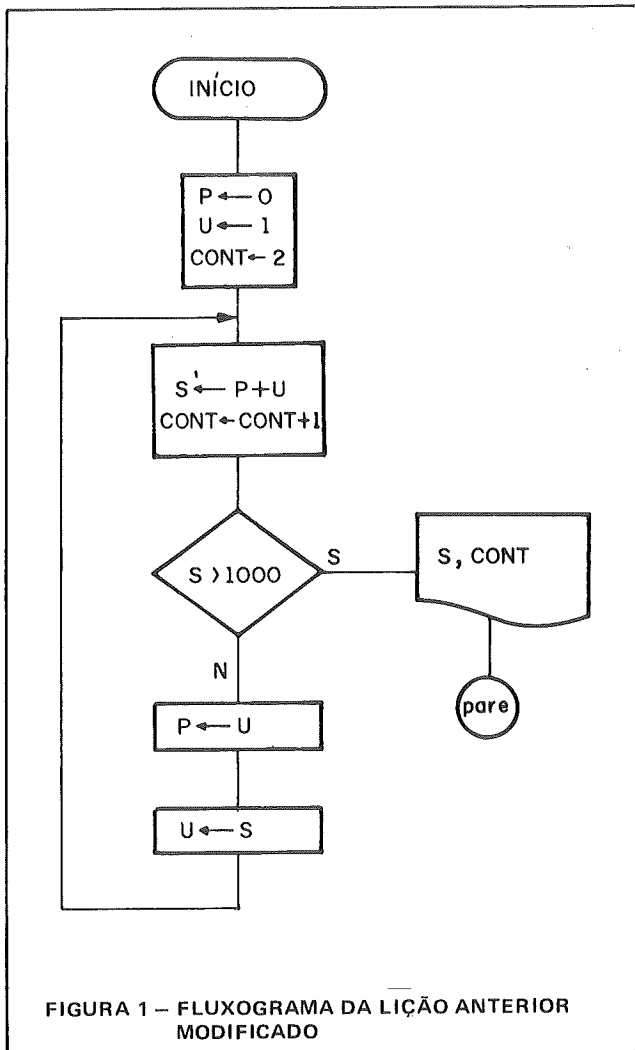 INÍCIO
P ← 0
U ← 1
CONT ← 2
S' ← P+U
CONT ← CONT+1
S > 1000
S
S, CONT
N
pare
P ← U
U ← S
FIGURA 1 – FLUXOGRAMA DA LIÇÃO ANTERIOR
MODIFICADO